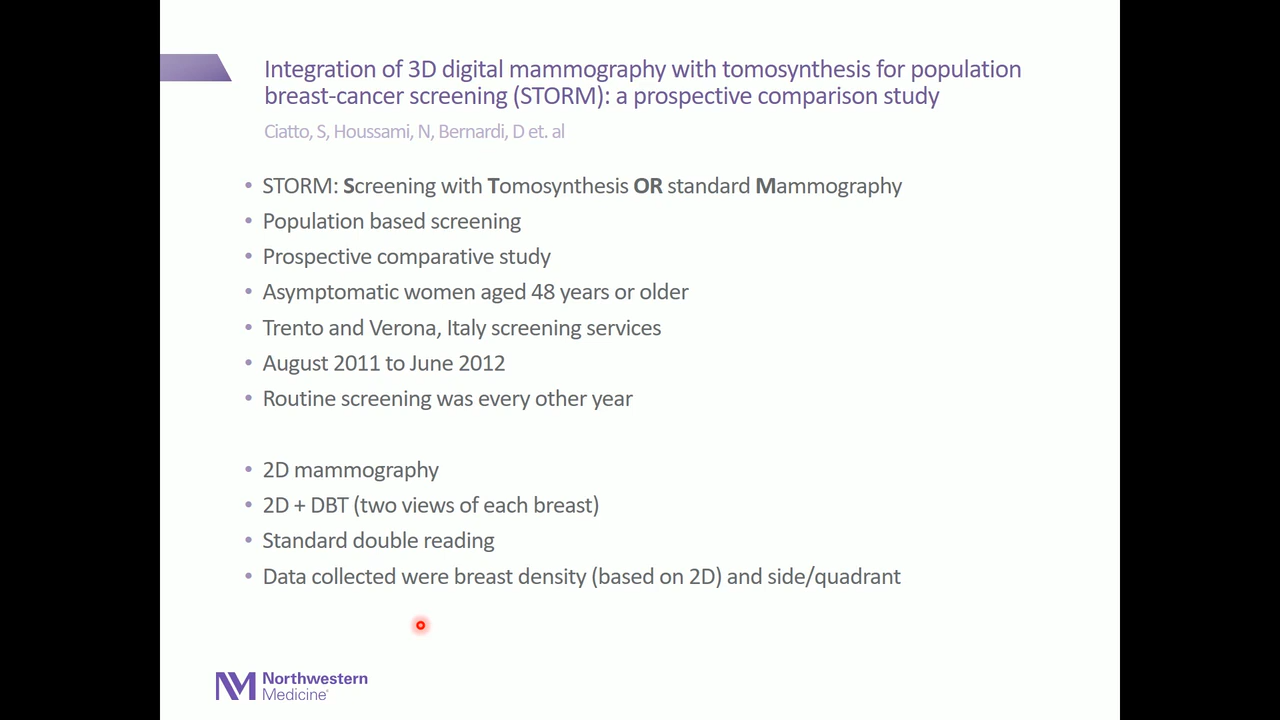 Integration of 3D digital mammography with tomosynthesis for population
breast-cancer screening (STORM): a prospective comparison study
Ciatto, S, Houssami, N, Bernardi, D et. al
• STORM: Screening with Tomosynthesis OR standard Mammography
• Population based screening
• Prospective comparative study
• Asymptomatic women aged 48 years or older
• Trento and Verona, Italy screening services
• August 2011 to June 2012
• Routine screening was every other year
• 2D mammography
• 2D + DBT (two views of each breast)
• Standard double reading
• Data collected were breast density (based on 2D) and side/quadrant
Northwestern
Medicine®